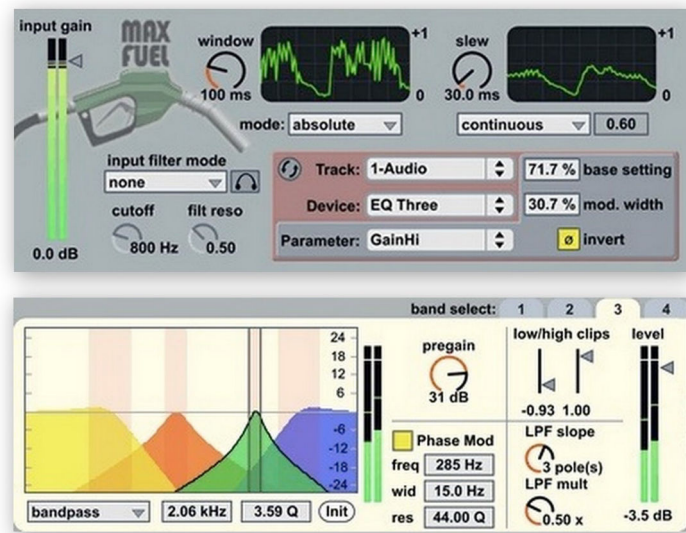 input gain
MAX
FUEL
window
100 ms
+1
0
slew
30.0 ms
+1
0
mode: absolute
continuous 0.60
input filter mode
none
cutoff
800 Hz
filt reso
0.50
0.0 dB
Track: 1-Audio
71.7 % base setting
Device: EQ Three
30.7 % mod. width
Parameter: GainHi
ø invert
band select: 1 2 3 4
24
18
12
6
-6
-12
-18
-24
bandpass 2.06 kHz 3.59 Q Init
pregain
31 dB
Phase Mod
freq 285 Hz
wid 15.0 Hz
res 44.00 Q
low/high clips
-0.93 1.00
LPF slope
3 pole(s)
LPF mult
0.50 x
level
-3.5 dB